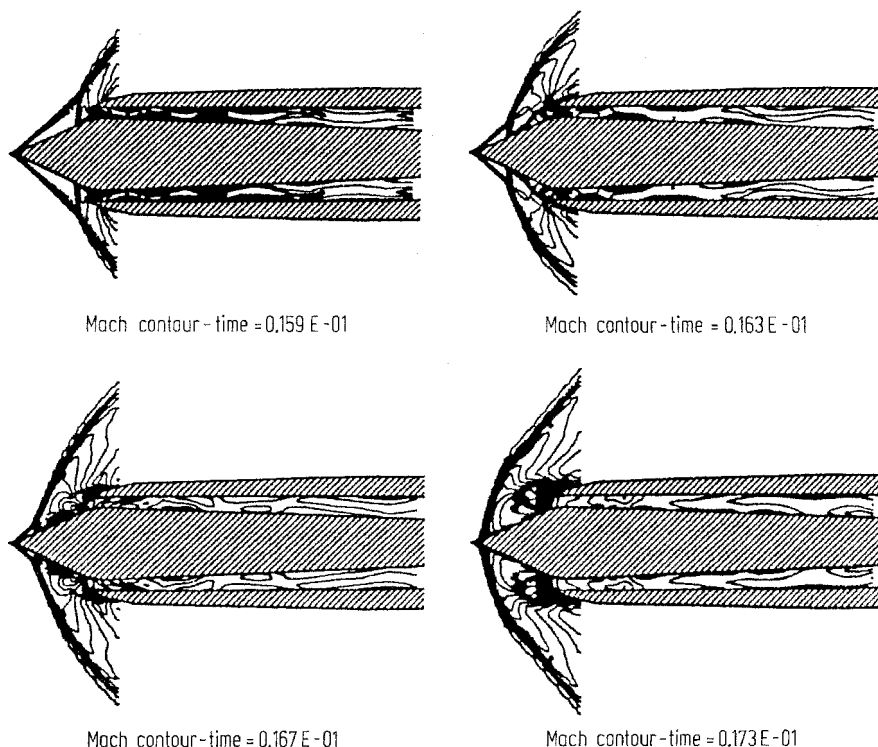 Mach contour-time = 0.159 E-01
Mach contour-time = 0.163 E-01
Mach contour-time = 0.167 E-01
Mach contour-time = 0.173 E-01